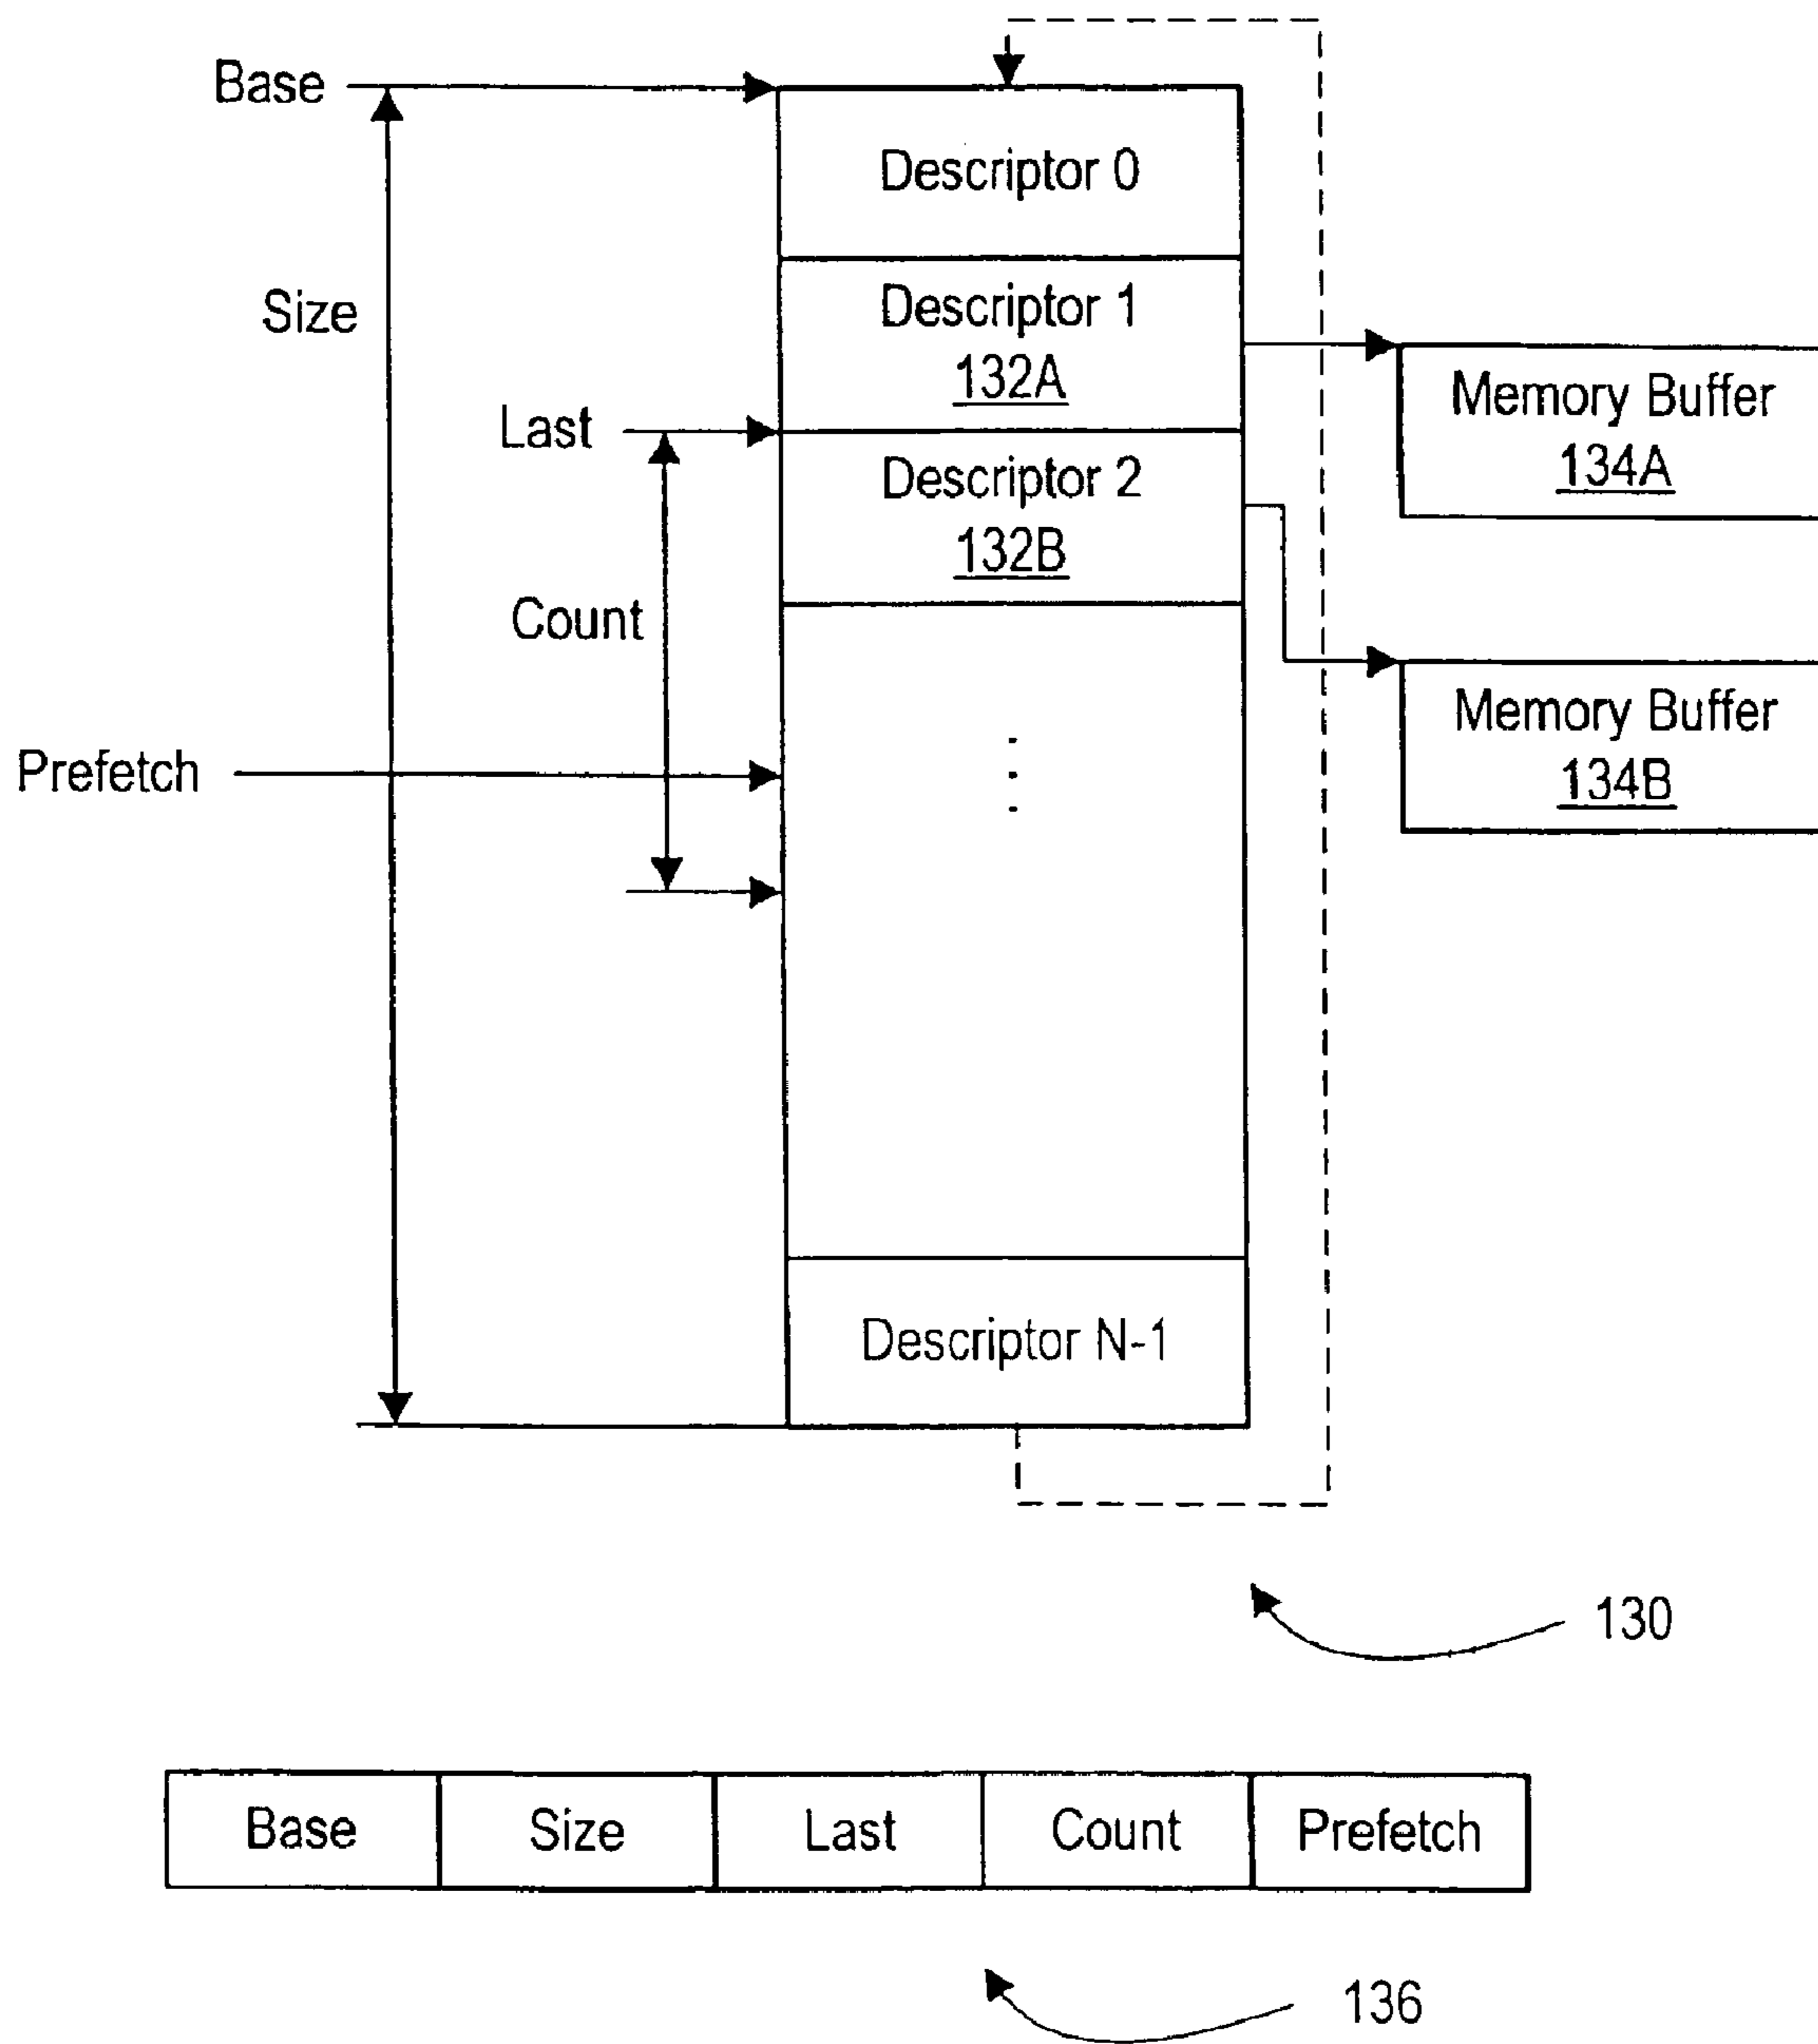 Base
Descriptor 0
Size
Descriptor 1
132A
Memory Buffer
134A
Last
Descriptor 2
132B
Count
Memory Buffer
134B
Prefetch
Descriptor N-1
130
Base Size Last Count Prefetch
136